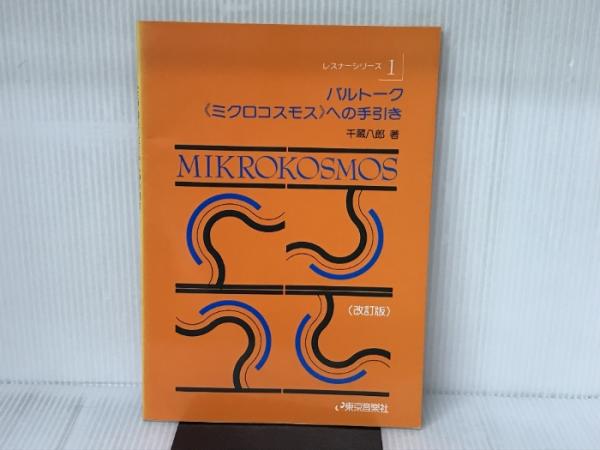 レスナーシリーズ 1
バルトーク
《ミクロコスモス》への手引き
千蔵八郎 著
MIKROKOSMOS
(改訂版)
東京音楽社